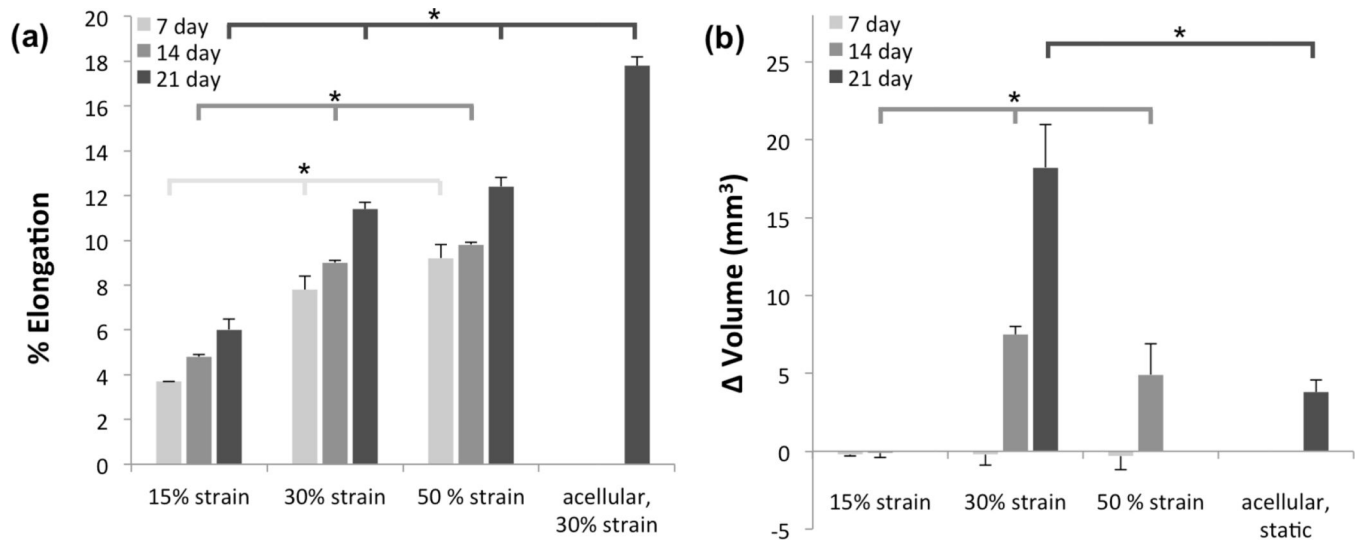 (a)
7 day
14 day
21 day
*
*
*
% Elongation
20
18
16
14
12
10
8
6
4
2
0
15% strain
30% strain
50 % strain
acellular,
30% strain
(b)
7 day
14 day
21 day
*
*
Δ Volume (mm³)
25
20
15
10
5
0
-5
15% strain
30% strain
50 % strain
acellular,
static